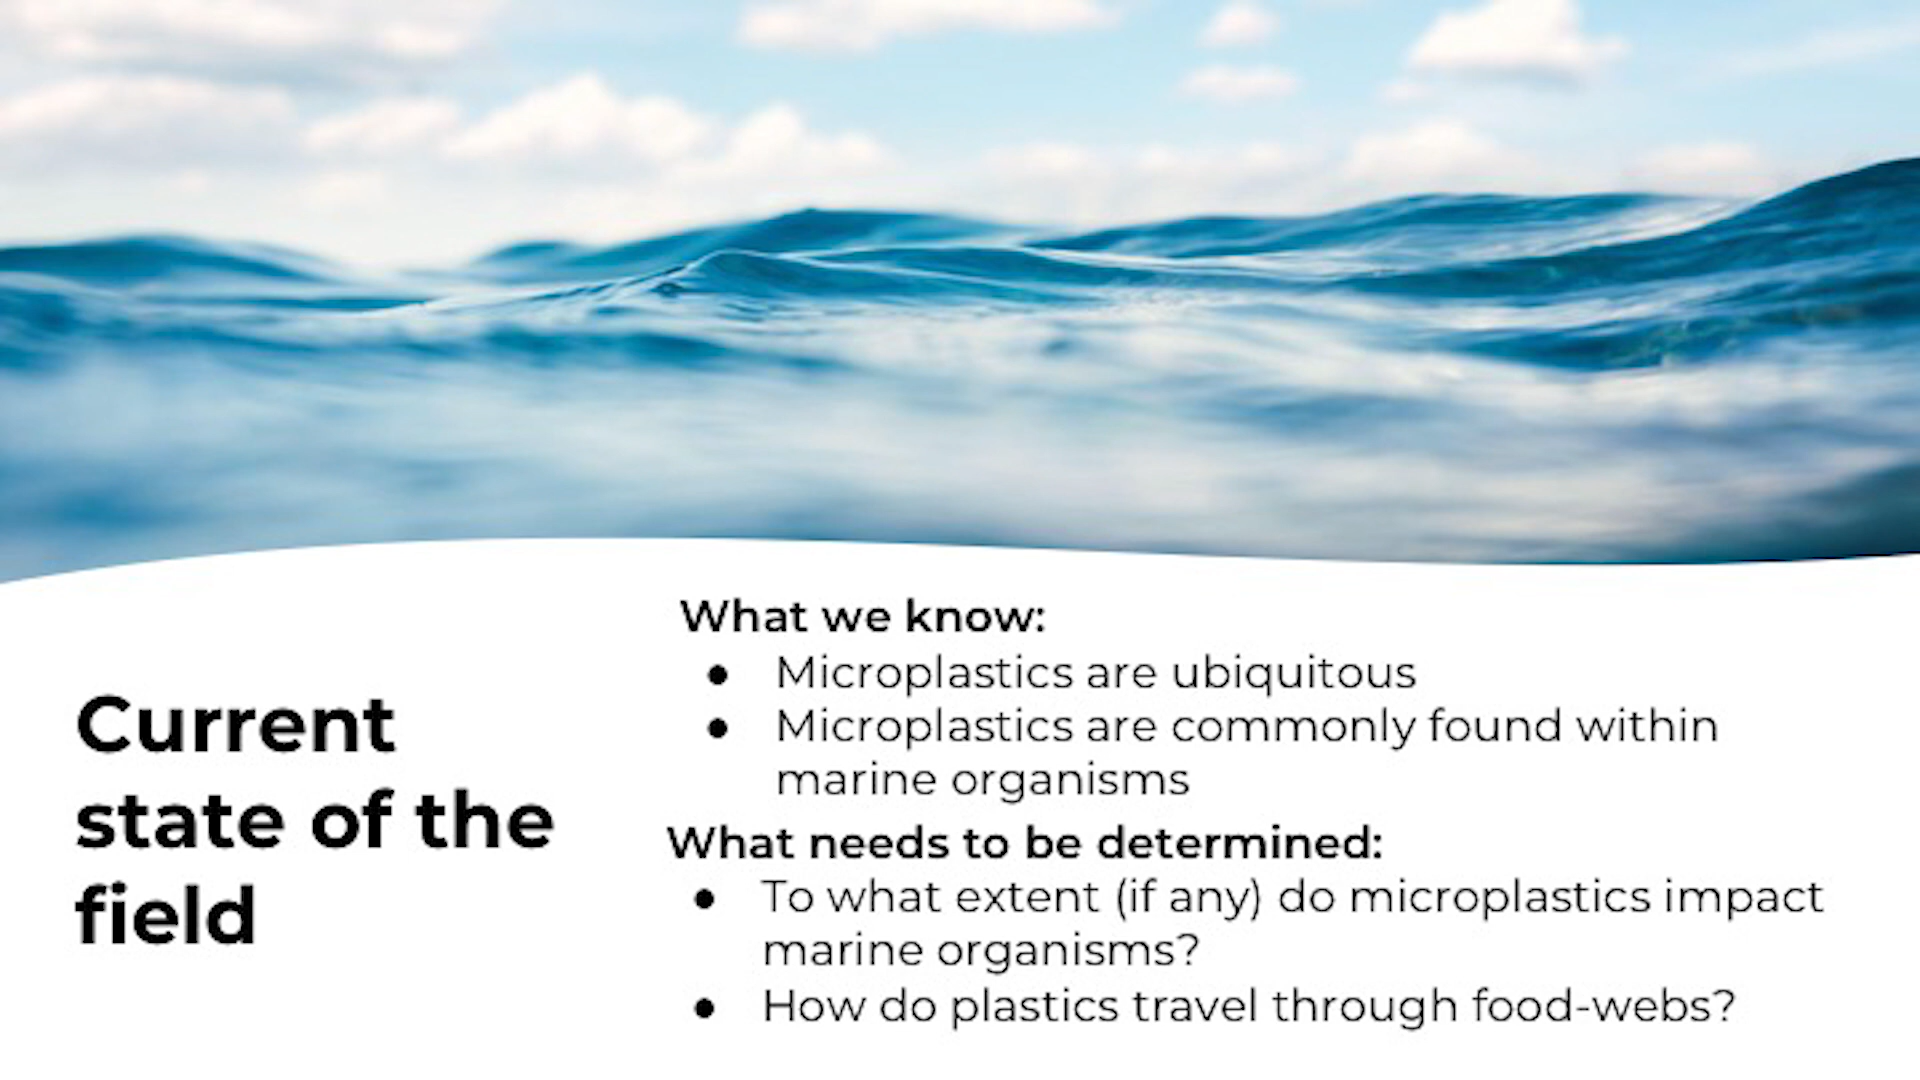 Current
state of the
field
What we know:
● Microplastics are ubiquitous
● Microplastics are commonly found within
marine organisms
What needs to be determined:
● To what extent (if any) do microplastics impact
marine organisms?
● How do plastics travel through food-webs?